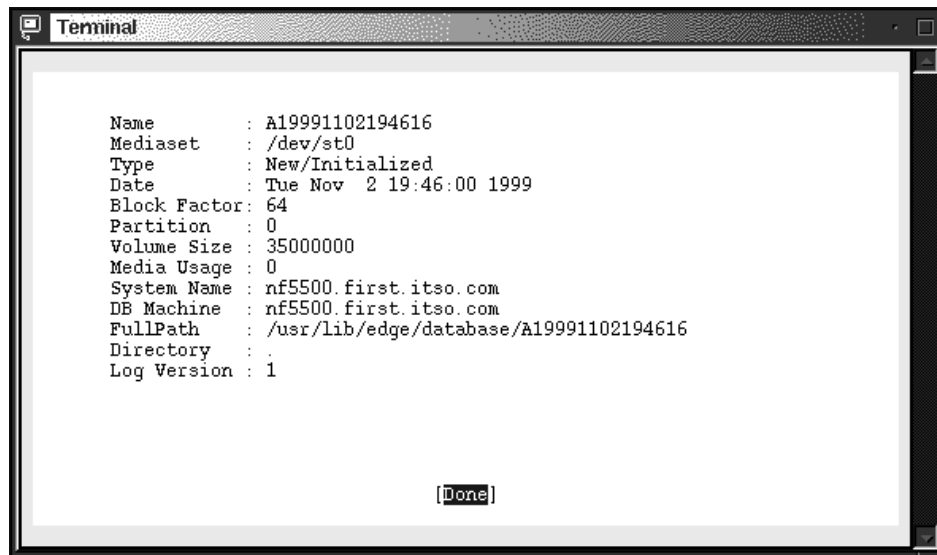 Terminal
Name : A19991102194616
Mediaset : /dev/st0
Type : New/Initialized
Date : Tue Nov  2 19:46:00 1999
Block Factor: 64
Partition : 0
Volume Size : 35000000
Media Usage : 0
System Name : nf5500.first.itso.com
DB Machine : nf5500.first.itso.com
FullPath : /usr/lib/edge/database/A19991102194616
Directory : .
Log Version : 1
[Done]